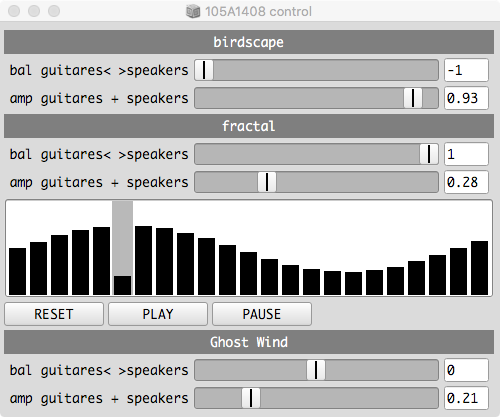 105A1408 control
birdscape
bal guitares< >speakers -1
amp guitares + speakers 0.93
fractal
bal guitares< >speakers 1
amp guitares + speakers 0.28
RESET PLAY PAUSE
Ghost Wind
bal guitares< >speakers 0
amp guitares + speakers 0.21